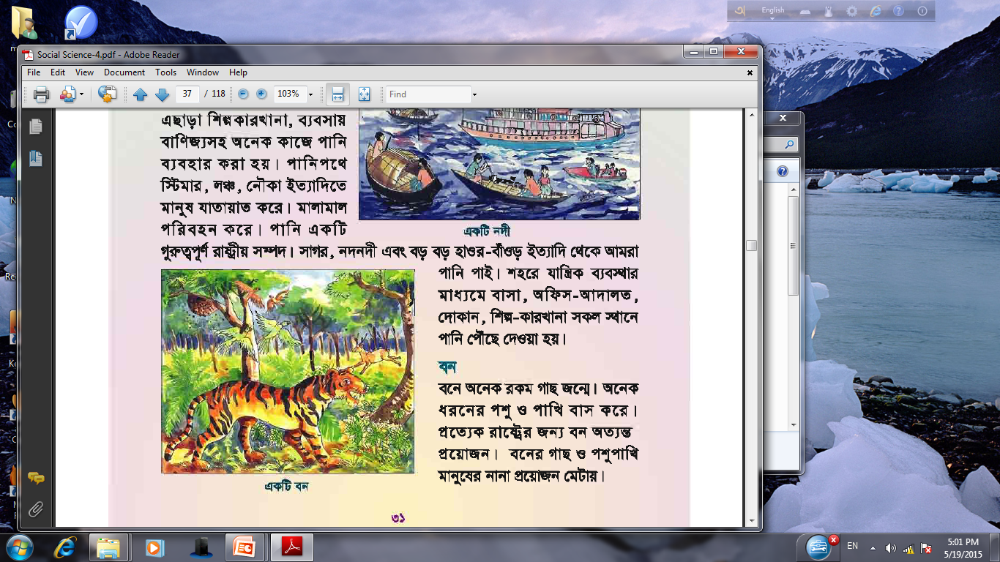 English
Social Science-4.pdf - Adobe Reader
File Edit View Document Tools Window Help
37 / 118 103% Find
এছাড়া শিল্পকারখানা, ব্যবসায়
বাণিজ্যসহ অনেক কাজে পানি
ব্যবহার করা হয়। পানিপথে
স্টিমার, লঞ্চ, নৌকা ইত্যাদিতে
মানুষ যাতায়াত করে। মালামাল
পরিবহন করে। পানি একটি
একটি নদী
গুরুত্বপূর্ণ রাষ্ট্রীয় সম্পদ। সাগর, নদনদী এবং বড় বড় হাওর-বাঁওড় ইত্যাদি থেকে আমরা
পানি পাই। শহরে যান্ত্রিক ব্যবস্থার
মাধ্যমে বাসা, অফিস-আদালত,
দোকান, শিল্প-কারখানা সকল স্থানে
পানি পৌঁছে দেওয়া হয়।
বন
বনে অনেক রকম গাছ জন্মে। অনেক
ধরনের পশু ও পাখি বাস করে।
প্রত্যেক রাষ্ট্রের জন্য বন অত্যন্ত
প্রয়োজন। বনের গাছ ও পশুপাখি
মানুষের নানা প্রয়োজন মেটায়।
একটি বন
৩১
EN
5:01 PM
5/19/2015